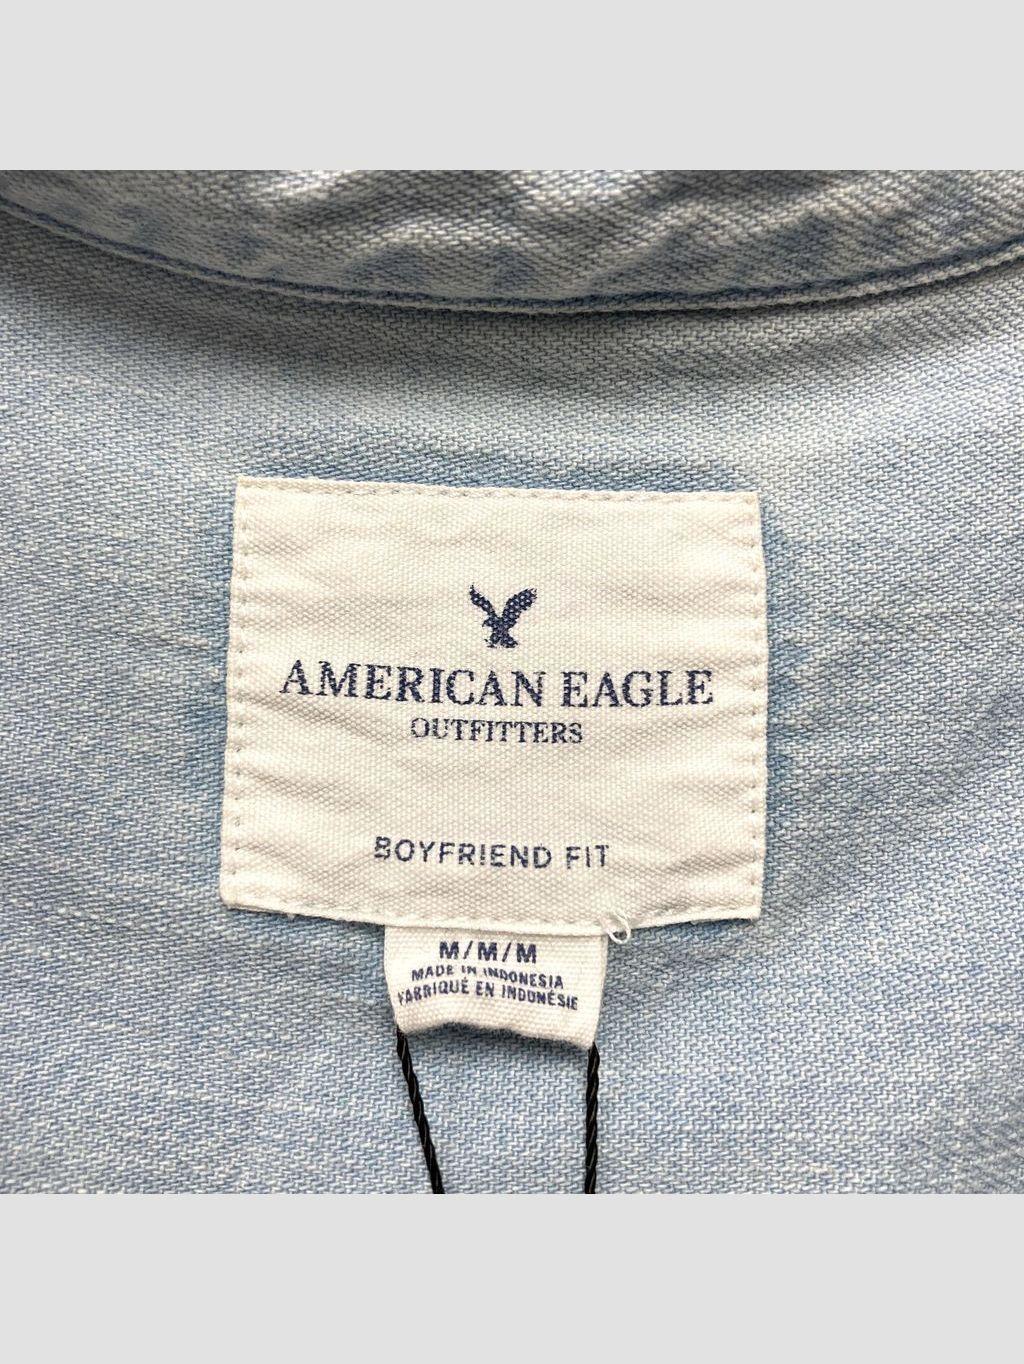 AMERICAN EAGLE
OUTFITTERS
BOYFRIEND FIT
M/M/M
MADE IN INDONESIA
FABRIQUÉ EN INDONÉSIE